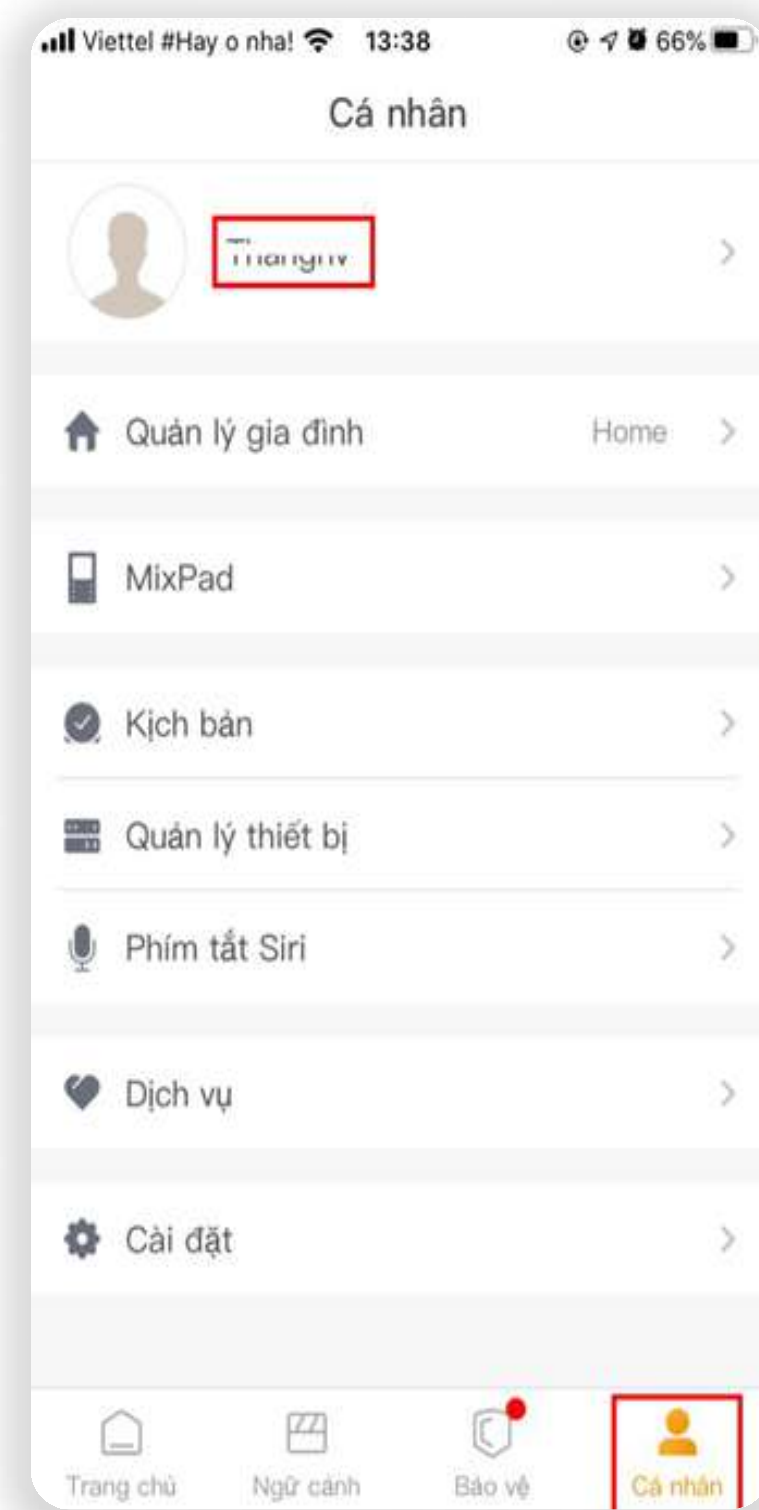 Viettel #Hay o nha! 13:38 66%
Cá nhân
Quản lý gia đình Home
MixPad
Kịch bản
Quản lý thiết bị
Phím tắt Siri
Dịch vụ
Cài đặt
Trang chủ Ngữ cảnh Bảo vệ Cá nhân